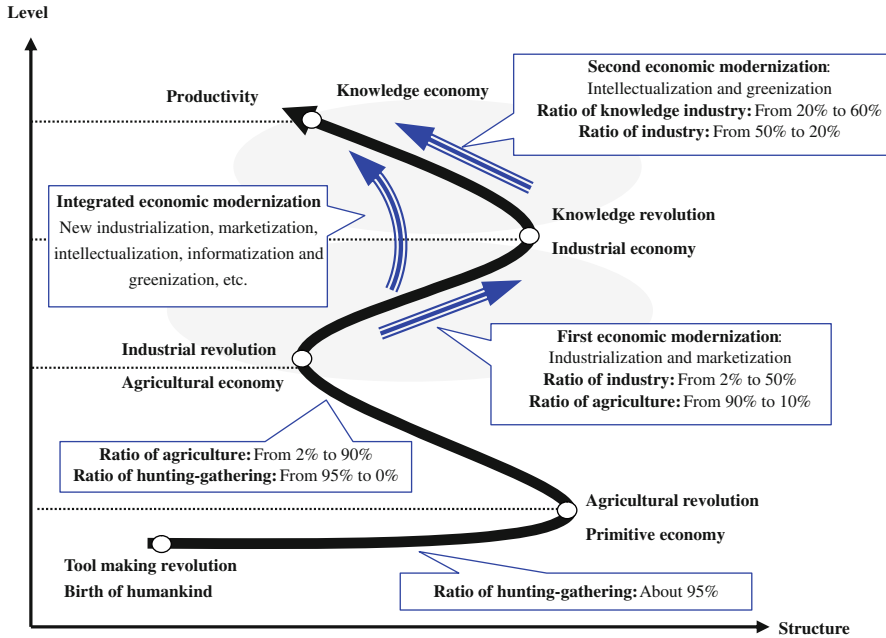 Level
Second economic modernization:
Intellectualization and greenization
Ratio of knowledge industry: From 20% to 60%
Ratio of industry: From 50% to 20%
Knowledge economy
Productivity
Integrated economic modernization
New industrialization, marketization,
intellectualization, informatization and
greenization, etc.
Knowledge revolution
Industrial economy
First economic modernization:
Industrialization and marketization
Ratio of industry: From 2% to 50%
Ratio of agriculture: From 90% to 10%
Industrial revolution
Agricultural economy
Ratio of agriculture: From 2% to 90%
Ratio of hunting-gathering: From 95% to 0%
Agricultural revolution
Primitive economy
Tool making revolution
Birth of humankind
Ratio of hunting-gathering: About 95%
Structure